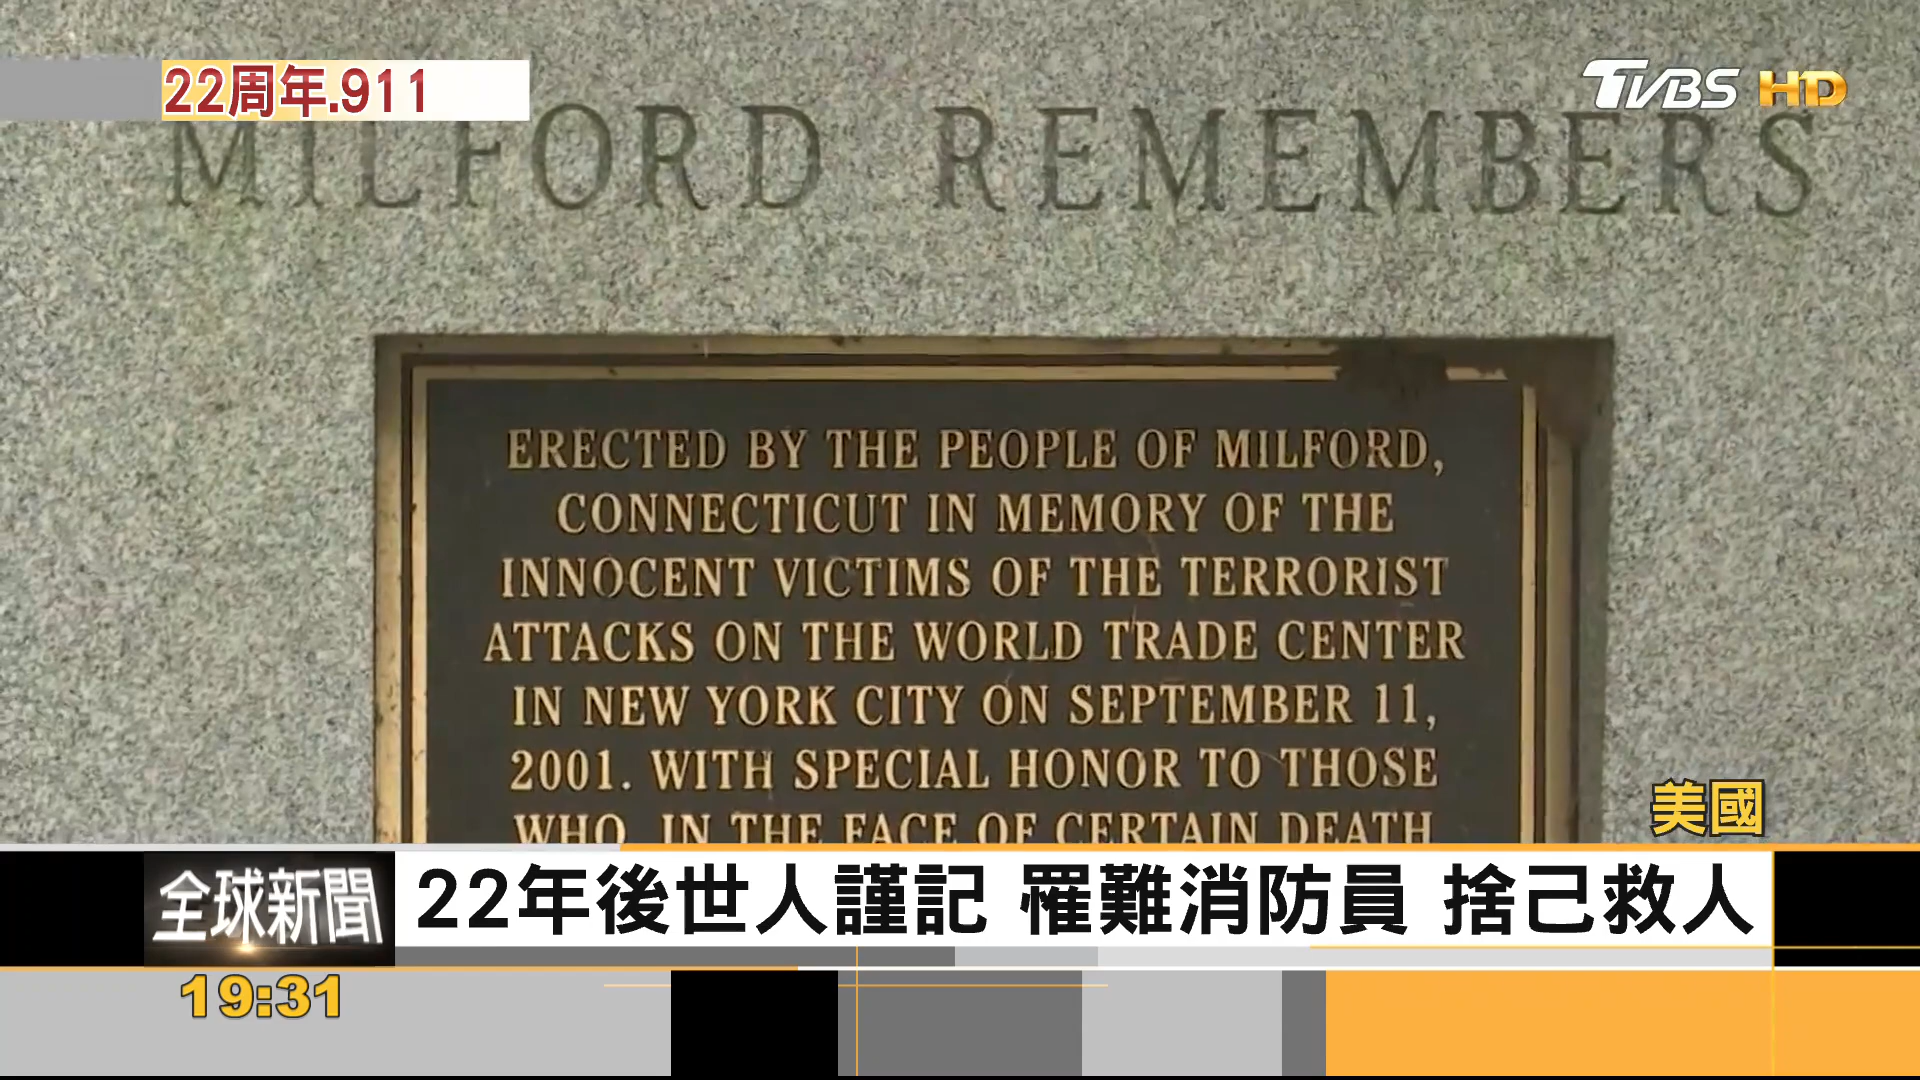 22周年.911
TVBS HD
MILFORD REMEMBERS
ERECTED BY THE PEOPLE OF MILFORD,
CONNECTICUT IN MEMORY OF THE
INNOCENT VICTIMS OF THE TERRORIST
ATTACKS ON THE WORLD TRADE CENTER
IN NEW YORK CITY ON SEPTEMBER 11,
2001. WITH SPECIAL HONOR TO THOSE
WHO, IN THE FACE OF CERTAIN DEATH
美國
全球新聞
22年後世人謹記 罹難消防員 捨己救人
19:31